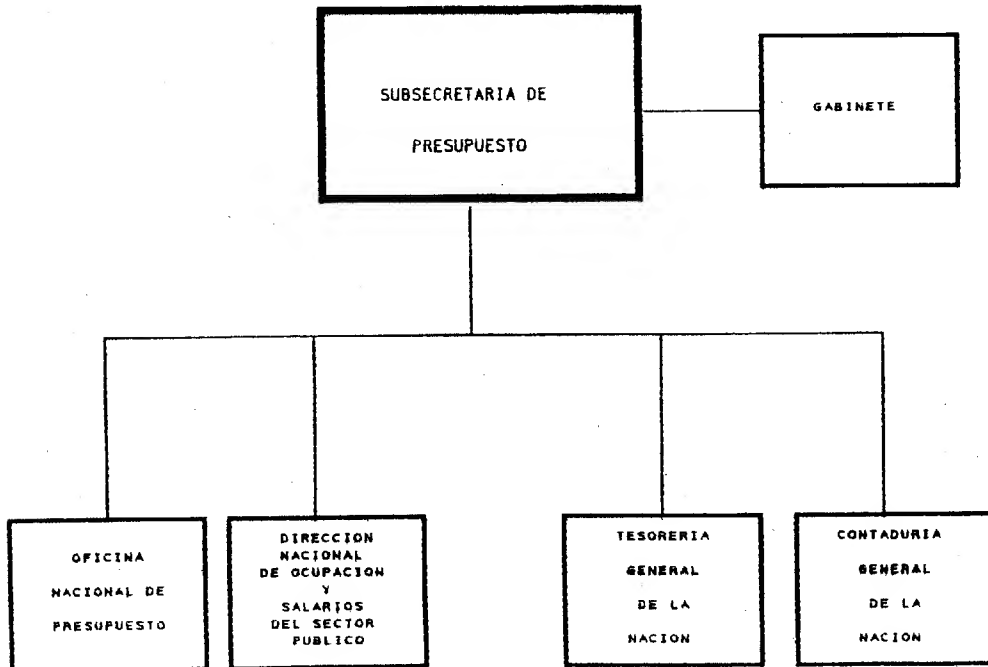 SUBSECRETARIA DE
PRESUPUESTO
GABINETE
OFICINA
NACIONAL DE
PRESUPUESTO
DIRECCION
NACIONAL
DE OCUPACION
Y
SALARIOS
DEL SECTOR
PUBLICO
TESORERIA
GENERAL
DE LA
NACION
CONTADURIA
GENERAL
DE LA
NACION